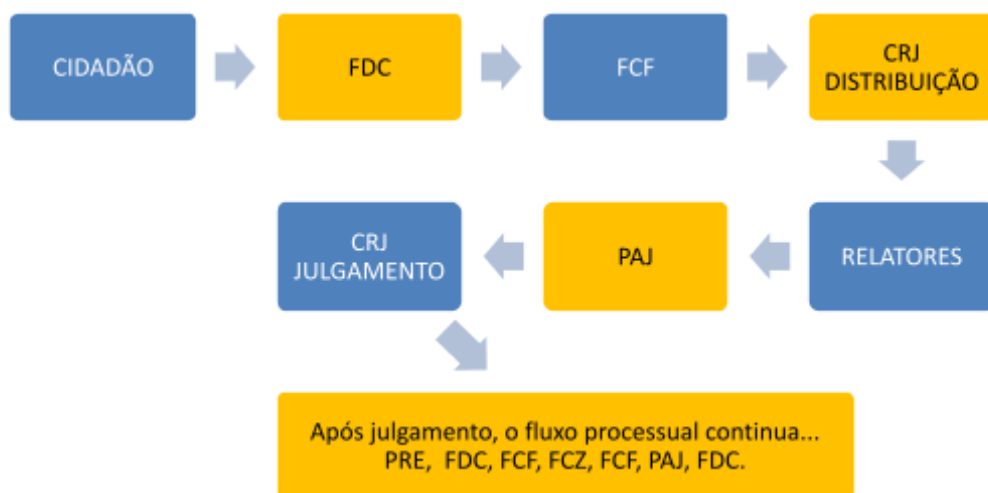 CIDADÃO
FDC
FCF
CRJ
DISTRIBUIÇÃO
RELATORES
PAJ
CRJ
JULGAMENTO
Após julgamento, o fluxo processual continua...
PRE, FDC, FCF, FCZ, FCF, PAJ, FDC.